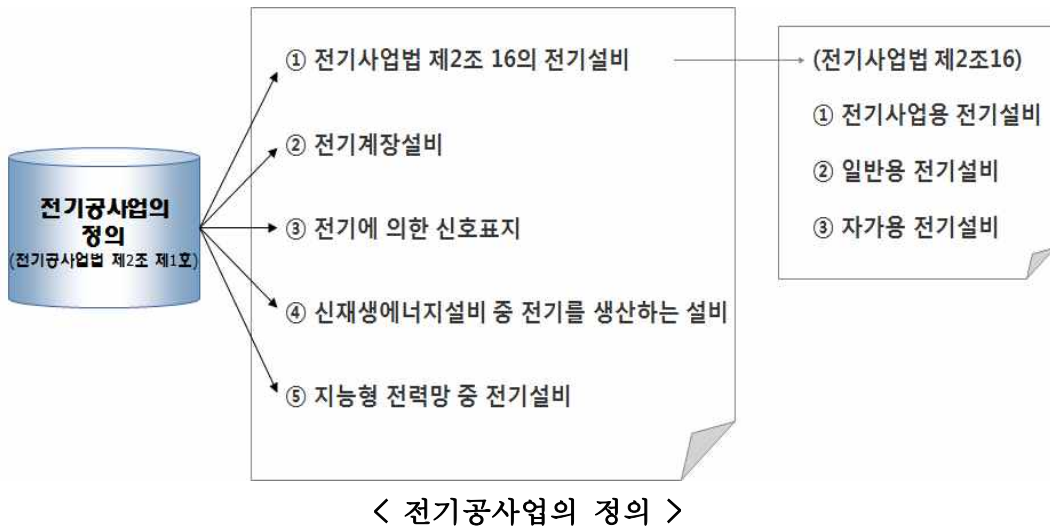 전기공사업의
정의
(전기공사업법 제2조 제1호)
① 전기사업법 제2조 16의 전기설비
② 전기계장설비
③ 전기에 의한 신호표지
④ 신재생에너지설비 중 전기를 생산하는 설비
⑤ 지능형 전력망 중 전기설비
(전기사업법 제2조16)
① 전기사업용 전기설비
② 일반용 전기설비
③ 자가용 전기설비
< 전기공사업의 정의 >